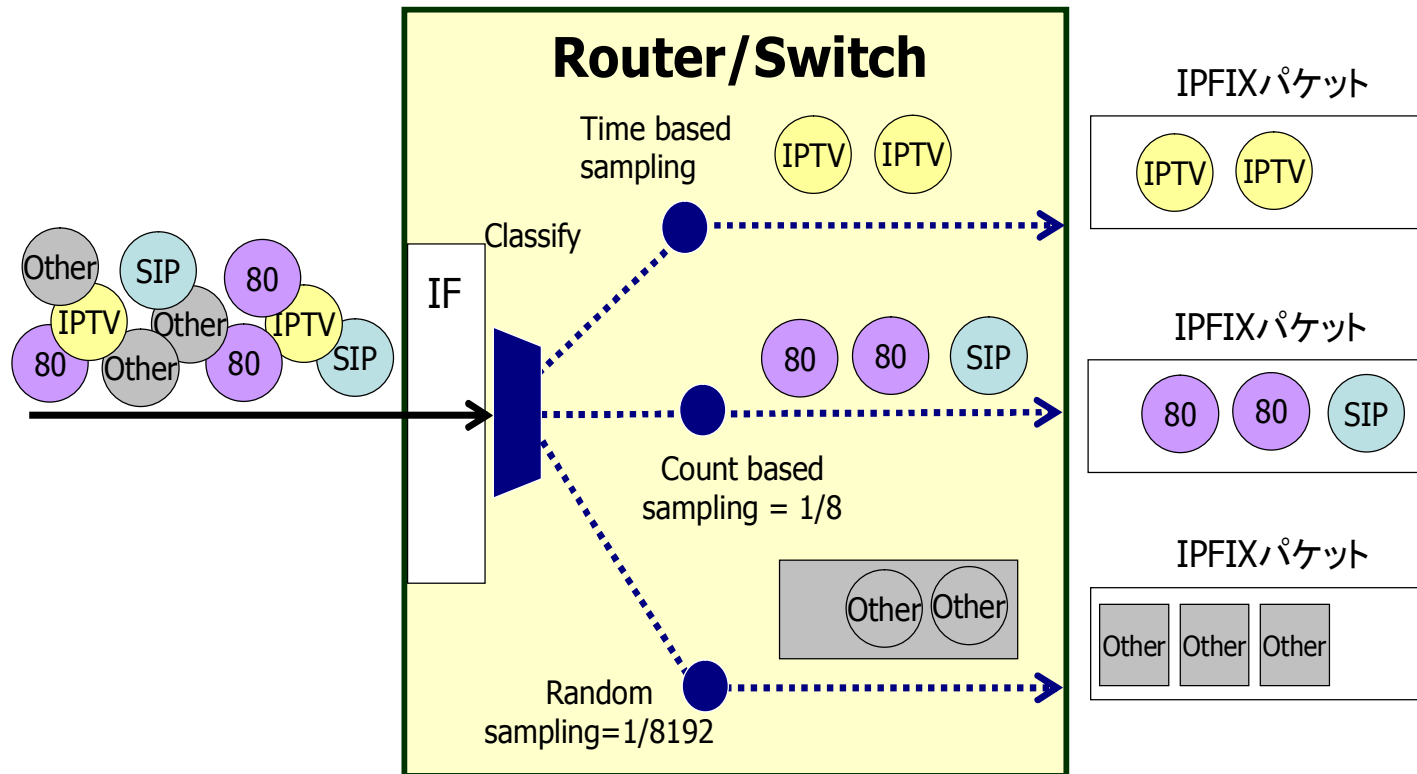 Router/Switch
IPFIXパケット
Time based
sampling
IPTV
IPTV
IPTV
IPTV
Classify
IF
Other
SIP
80
IPTV
Other
IPTV
80
Other
80
SIP
IPFIXパケット
80
80
SIP
80
80
SIP
Count based
sampling = 1/8
IPFIXパケット
Other
Other
Other
Other
Other
Random
sampling=1/8192